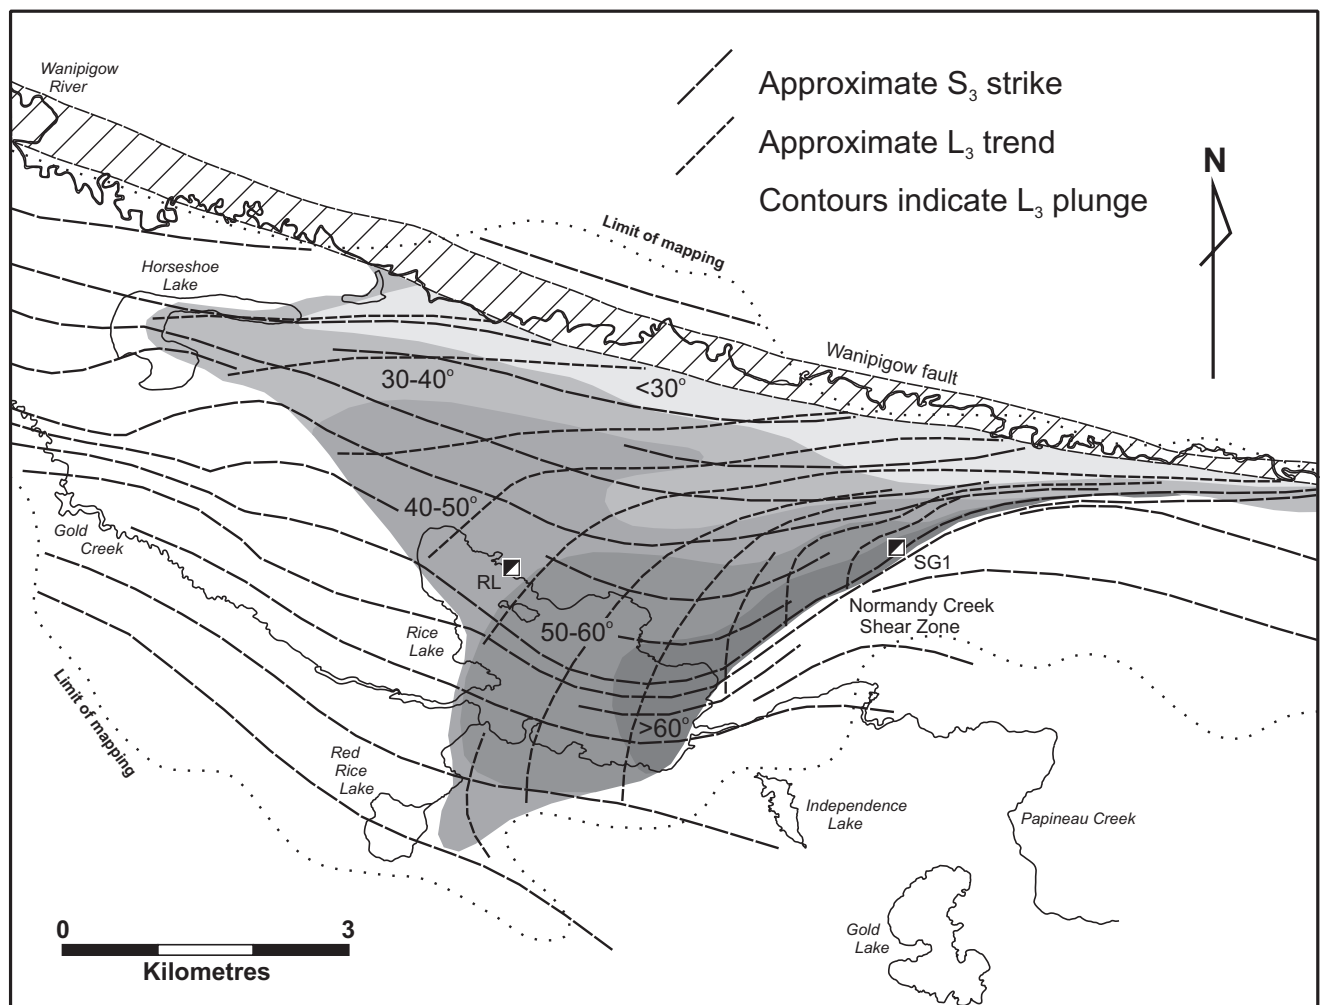 Wanipigow
River
Approximate S3 strike
Approximate L3 trend
Contours indicate L3 plunge
N
Limit of mapping
Horseshoe
Lake
Wanipigow fault
30-40°
<30°
40-50°
Gold
Creek
RL
SG1
Normandy Creek
Shear Zone
50-60°
Rice
Lake
Limit of mapping
>60°
Red
Rice
Lake
Independence
Lake
Papineau Creek
Gold
Lake
0 3
Kilometres